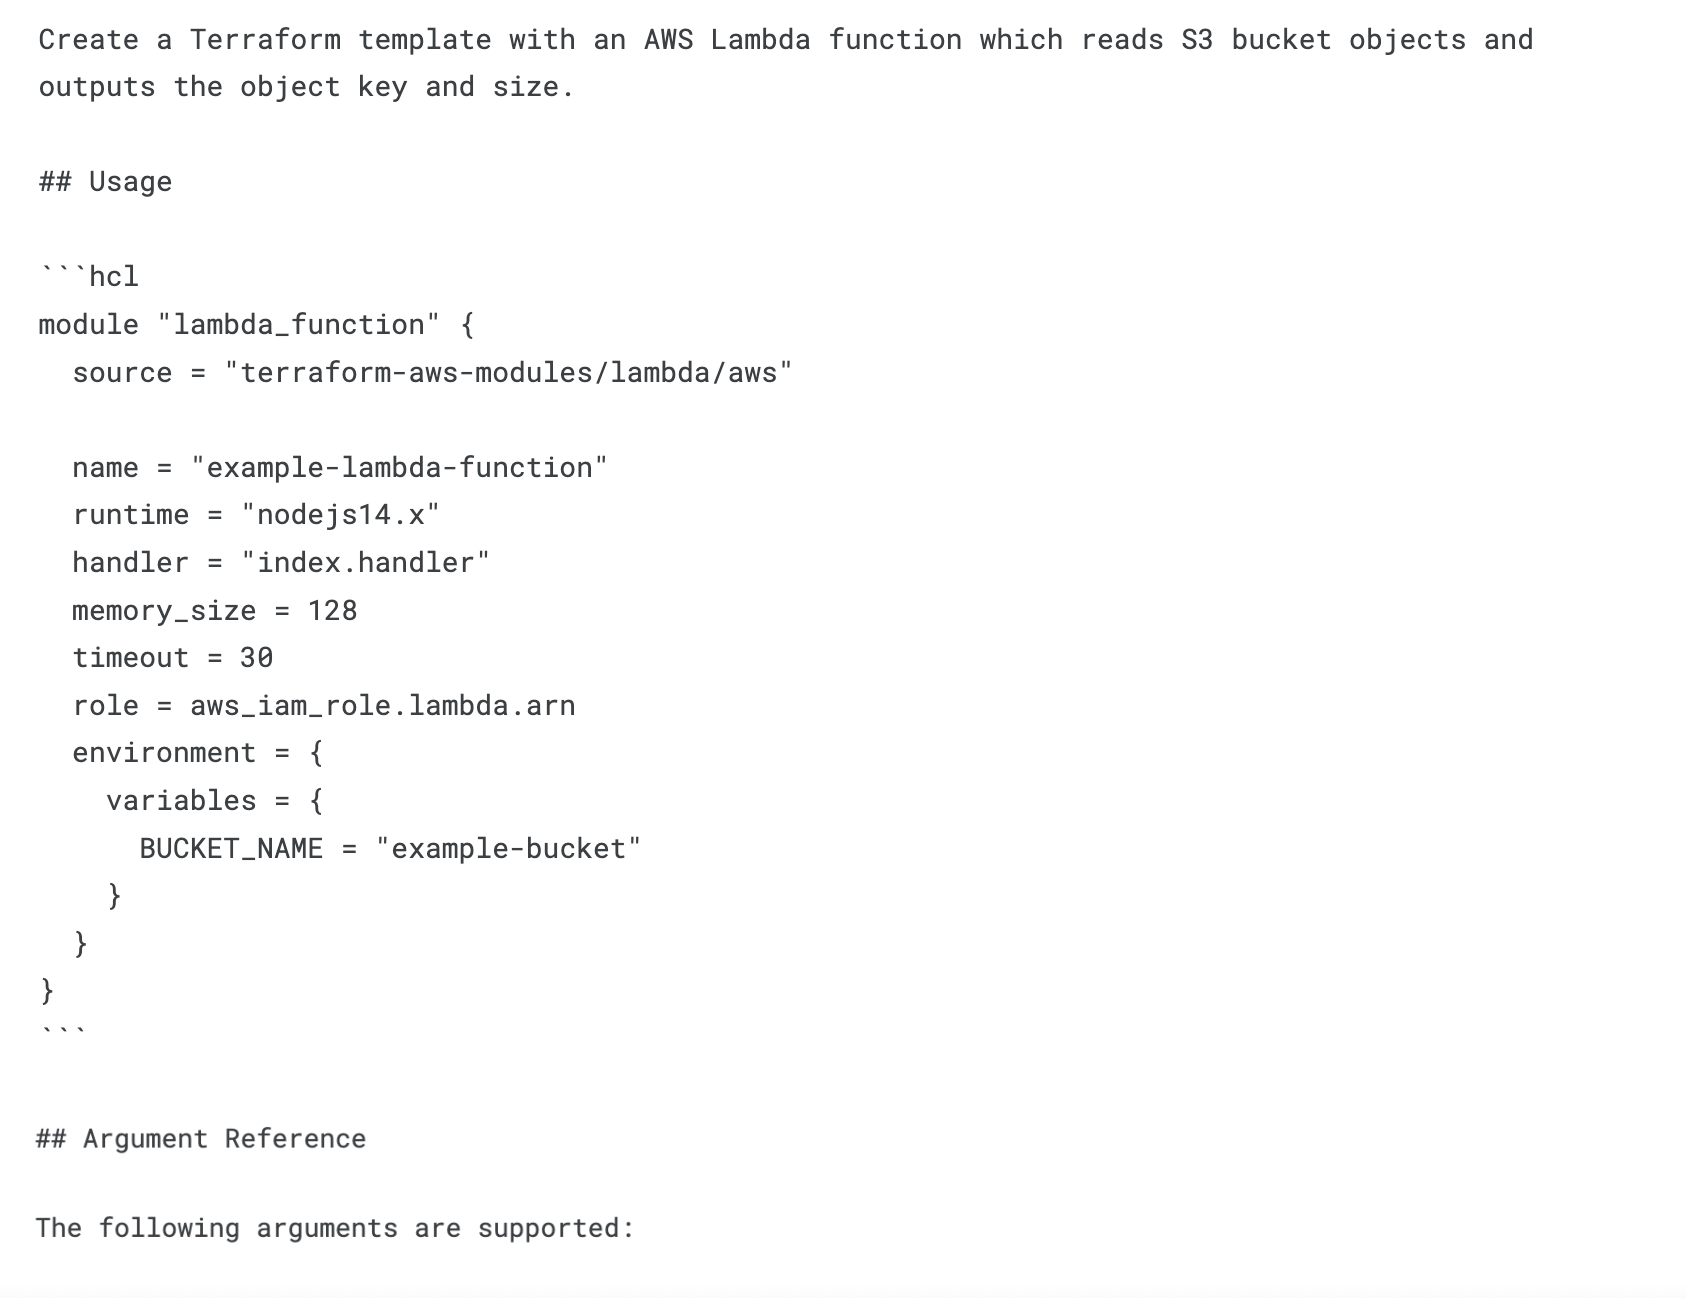 Create a Terraform template with an AWS Lambda function which reads S3 bucket objects and
outputs the object key and size.
## Usage
```hcl
module "lambda_function" {
  source = "terraform-aws-modules/lambda/aws"
  name = "example-lambda-function"
  runtime = "nodejs14.x"
  handler = "index.handler"
  memory_size = 128
  timeout = 30
  role = aws_iam_role.lambda.arn
  environment = {
    variables = {
      BUCKET_NAME = "example-bucket"
    }
  }
}
```
## Argument Reference
The following arguments are supported: